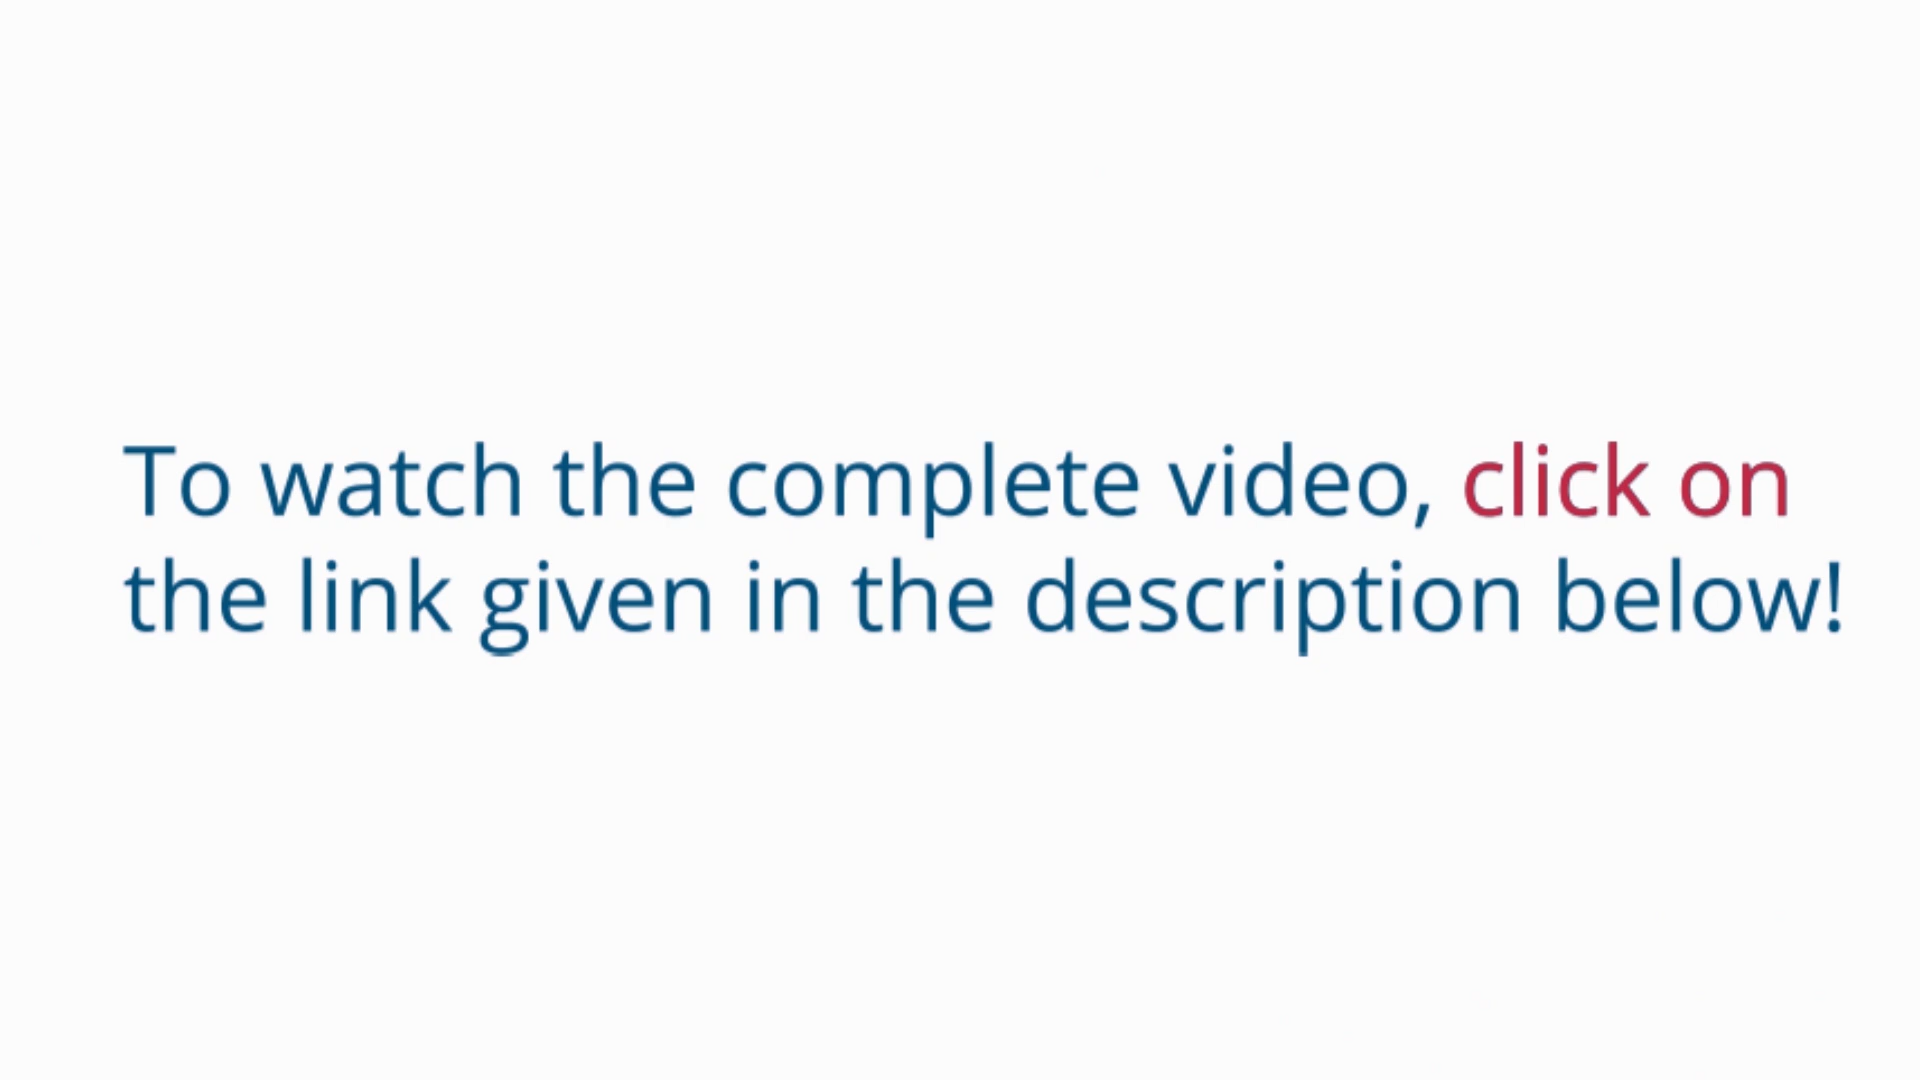 To watch the complete video, click on
the link given in the description below!